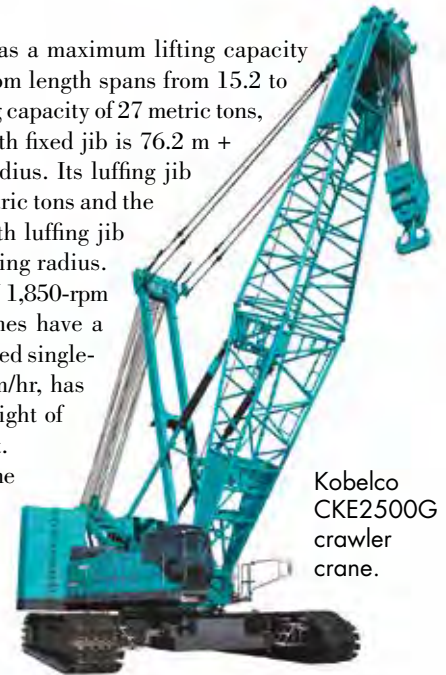 as a maximum lifting capacity
om length spans from 15.2 to
g capacity of 27 metric tons,
th fixed jib is 76.2 m +
dius. Its luffing jib
ric tons and the
th luffing jib
ing radius.
1,850-rpm
nes have a
ed single-
m/hr, has
ight of
ne
Kobelco
CKE2500G
crawler
crane.